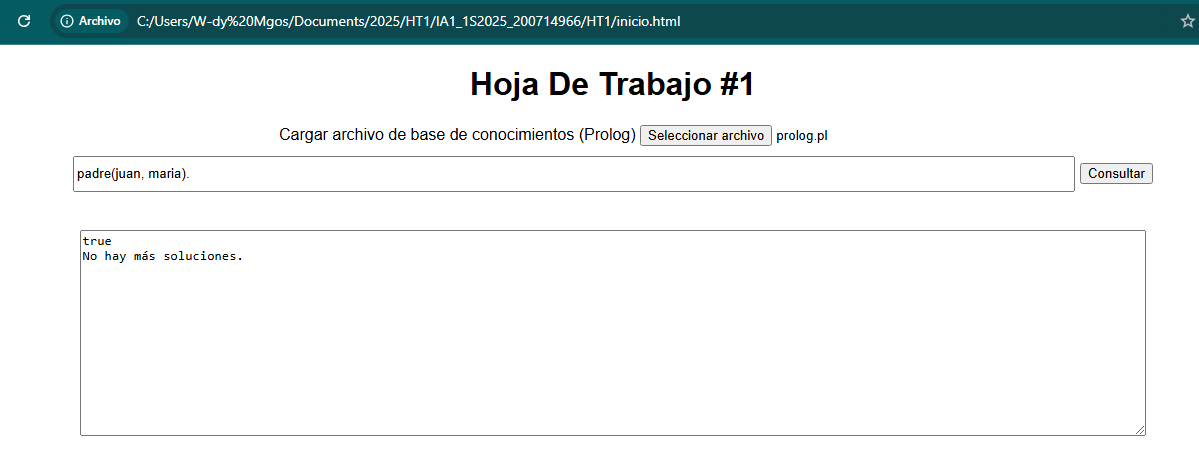 Archivo C:/Users/W-dy%20Mgos/Documents/2025/HT1/IA1_1S2025_200714966/HT1/inicio.html
Hoja De Trabajo #1
Cargar archivo de base de conocimientos (Prolog) Seleccionar archivo prolog.pl
padre(juan, maria). Consultar
true
No hay más soluciones.